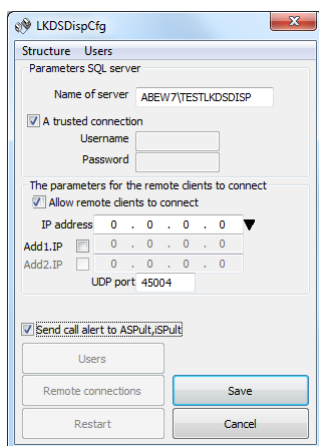 LKDSDispCfg
Structure Users
Parameters SQL server
Name of server ABEW7\TESTLKDSDISP
A trusted connection
Username
Password
The parameters for the remote clients to connect
Allow remote clients to connect
IP address 0 . 0 . 0 . 0
Add1.IP 0 . 0 . 0 . 0
Add2.IP 0 . 0 . 0 . 0
UDP port 45004
Send call alert to ASPult,iSPult
Users
Remote connections Save
Restart Cancel